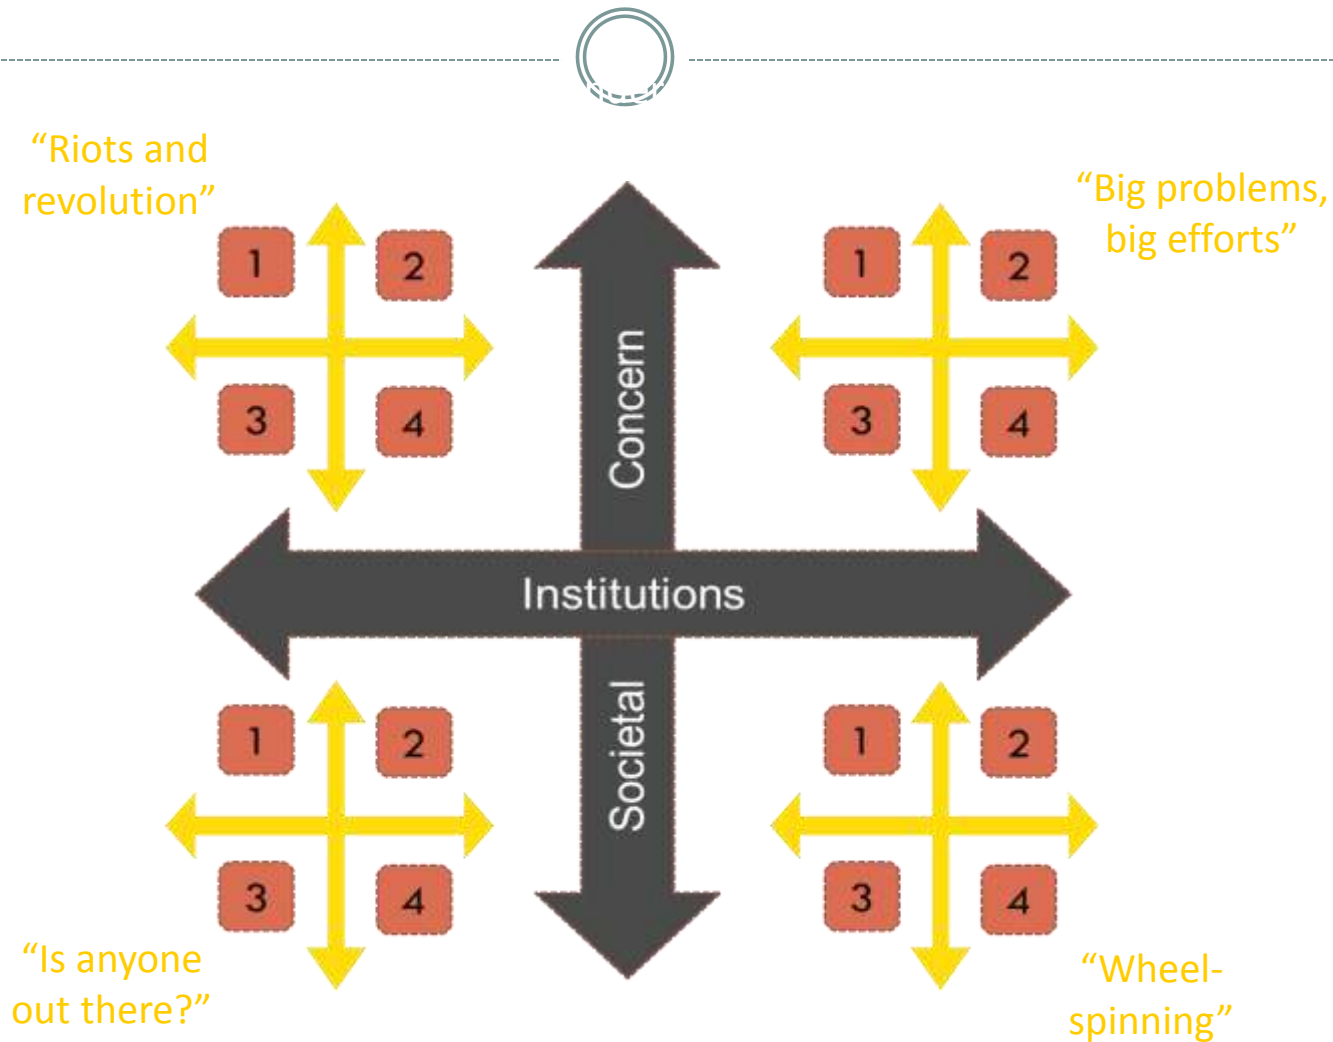 “Riots and
revolution”
“Big problems,
big efforts”
1 2
3 4
1 2
3 4
Concern
Institutions
Societal
1 2
3 4
1 2
3 4
“Is anyone
out there?”
“Wheel-
spinning”